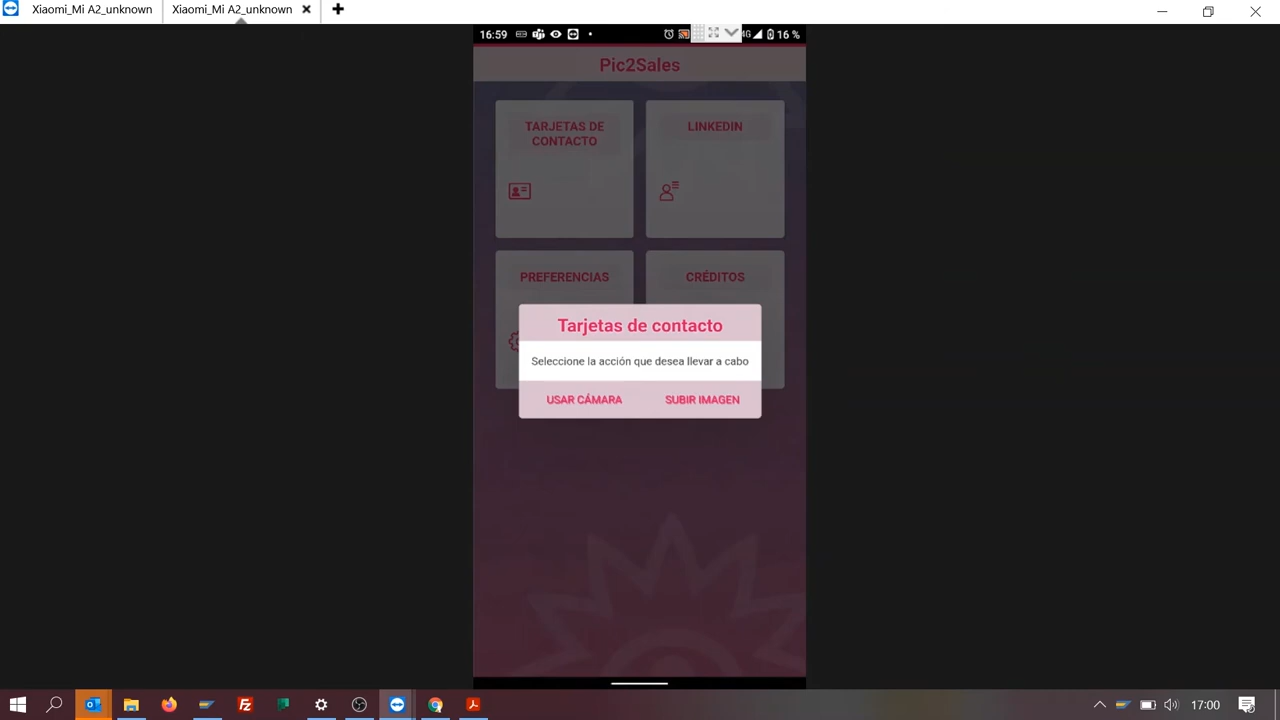 Xiaomi_Mi A2_unknown
Xiaomi_Mi A2_unknown
16:59
4G
16 %
Pic2Sales
TARJETAS DE
CONTACTO
LINKEDIN
PREFERENCIAS
CRÉDITOS
Tarjetas de contacto
Seleccione la acción que desea llevar a cabo
USAR CÁMARA
SUBIR IMAGEN
17:00